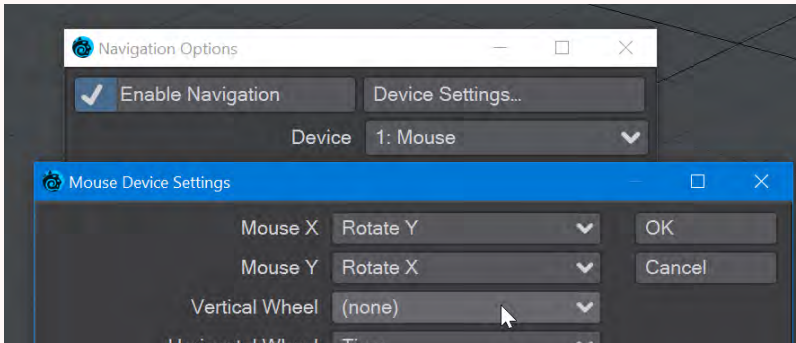 Navigation Options
Enable Navigation Device Settings...
Device 1: Mouse
Mouse Device Settings
Mouse X Rotate Y OK
Mouse Y Rotate X Cancel
Vertical Wheel (none)